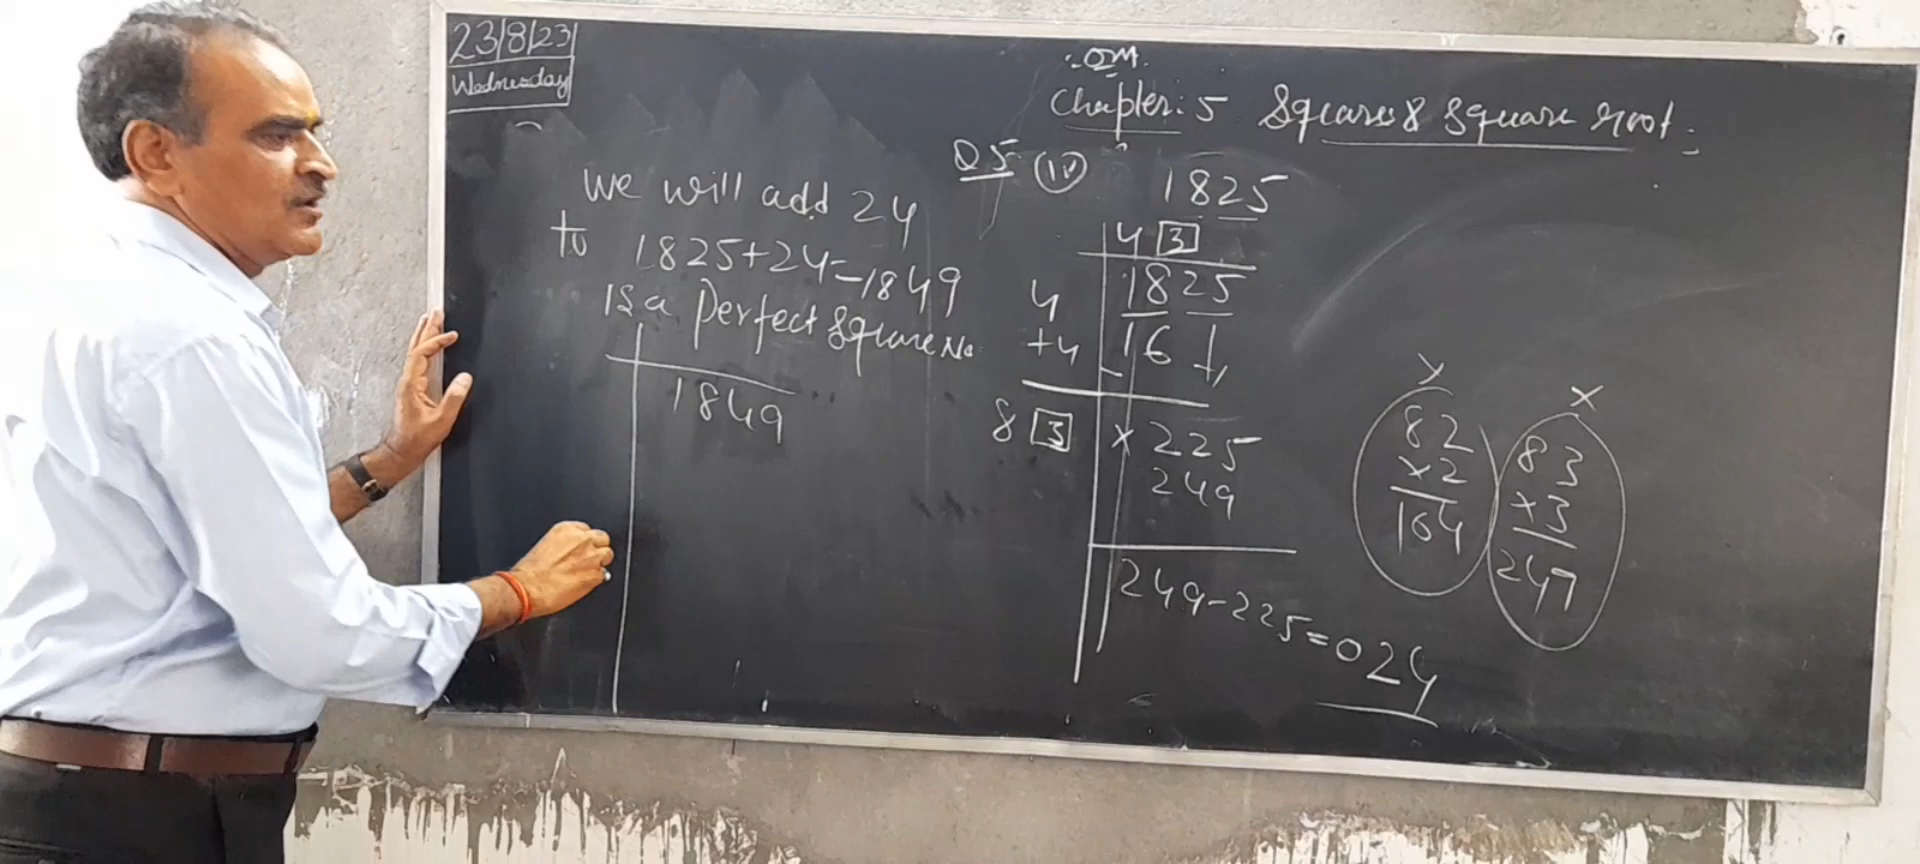 23/8/23
Wednesday
.OM.
Chapter: 5 Squares & Square root.
Q5 (iv) 1825
We will add 24
to 1825+24=1849
is a Perfect Square No.
1849
4 3
4 1825
+4 16 ↓
8 3 × 225
249
249-225=024
82
×2
164
×
83
×3
247